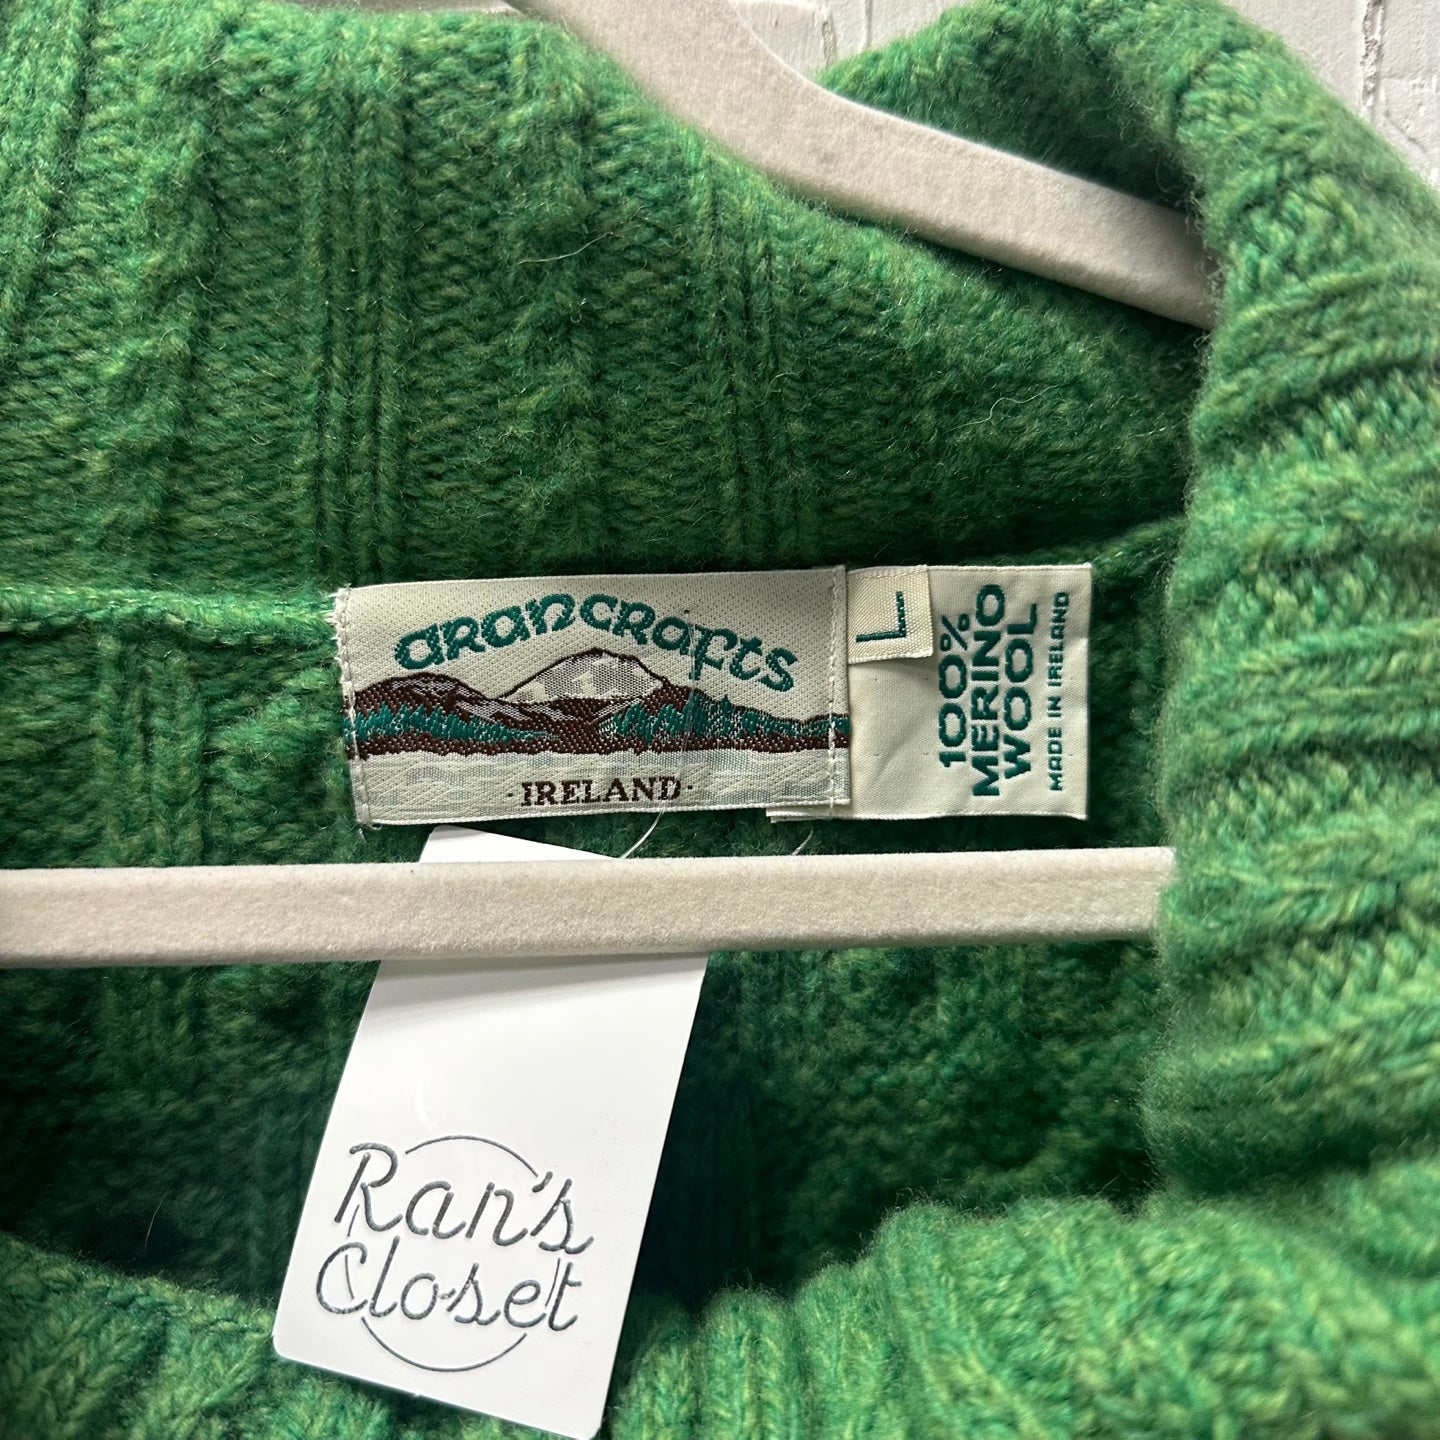 arancrafts
·IRELAND·
L
100%
MERINO
WOOL
MADE IN IRELAND
Ran's
Closet